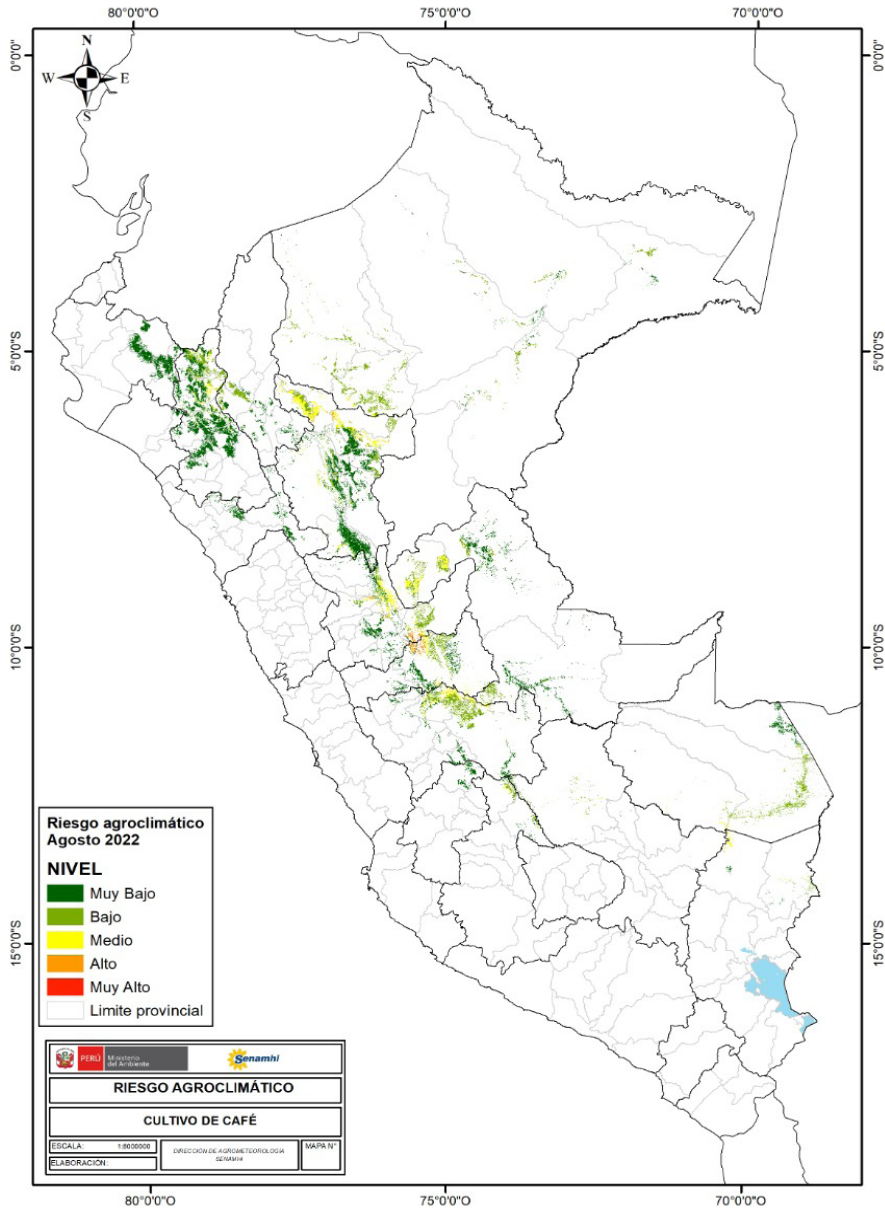 80°0'0"O 75°0'0"O 70°0'0"O
0°0'0"
0°0'0"
N
W E
S
5°0'0"S
5°0'0"S
10°0'0"S
10°0'0"S
15°0'0"S
15°0'0"S
Riesgo agroclimático
Agosto 2022
NIVEL
Muy Bajo
Bajo
Medio
Alto
Muy Alto
Limite provincial
PERÚ Ministerio
del Ambiente
Senamhi
RIESGO AGROCLIMÁTICO
CULTIVO DE CAFÉ
ESCALA: 1:6000000
DIRECCIÓN DE AGROMETEOROLOGÍA
SENAMHI
MAPA N°
ELABORACIÓN:
80°0'0"O 75°0'0"O 70°0'0"O